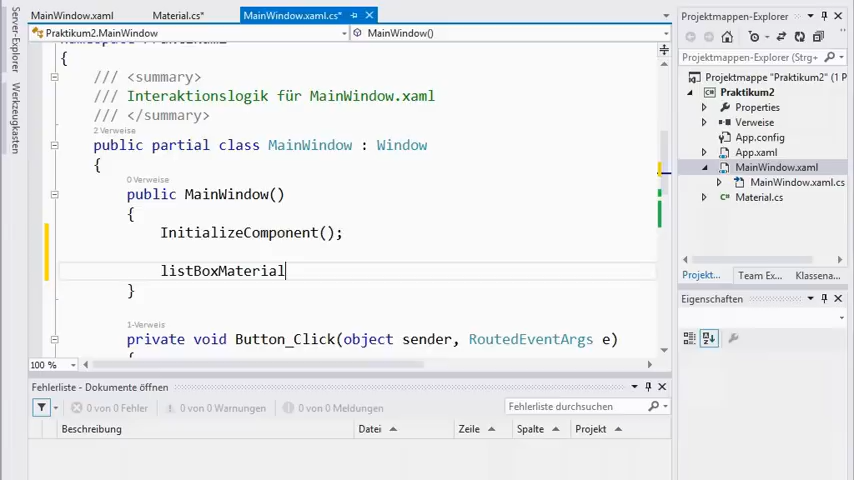 MainWindow.xaml
Material.cs*
MainWindow.xaml.cs*
Praktikum2.MainWindow
MainWindow()
{
/// <summary>
/// Interaktionslogik für MainWindow.xaml
/// </summary>
2 Verweise
public partial class MainWindow : Window
{
0 Verweise
public MainWindow()
{
InitializeComponent();
listBoxMaterial
}
1-Verweis
private void Button_Click(object sender, RoutedEventArgs e)
100 %
Server-Explorer
Werkzeugkasten
Fehlerliste - Dokumente öffnen
0 von 0 Fehler
0 von 0 Warnungen
0 von 0 Meldungen
Fehlerliste durchsuchen
Beschreibung
Datei
Zeile
Spalte
Projekt
Projektmappen-Explorer
Projektmappen-Explorer (Strg+
Projektmappe "Praktikum2" (1 P
Praktikum2
Properties
Verweise
App.config
App.xaml
MainWindow.xaml
MainWindow.xaml.cs
Material.cs
Projekt...
Team Ex...
Klassena...
Eigenschaften